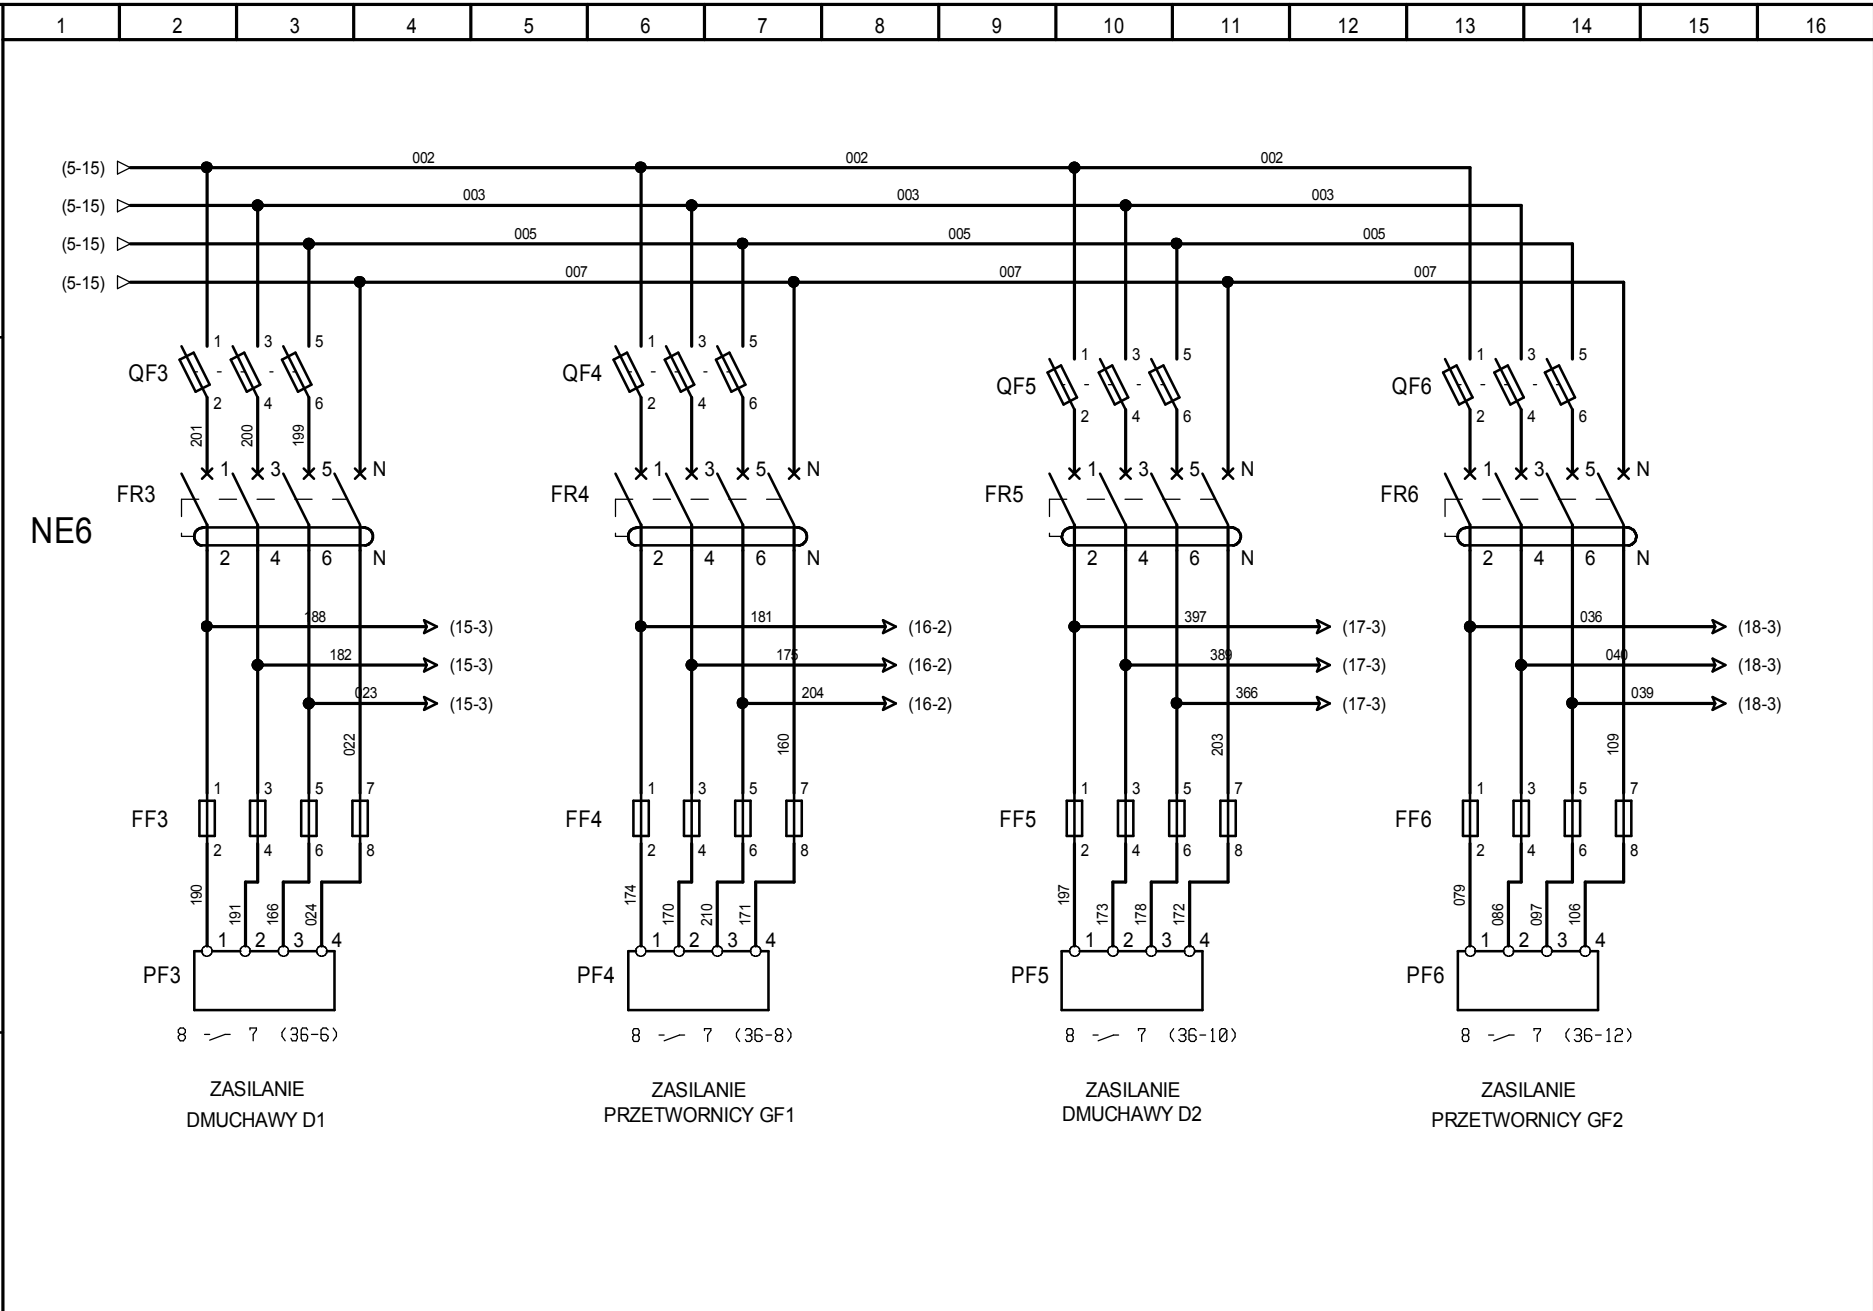 1 2 3 4 5 6 7 8 9 10 11 12 13 14 15 16
(5-15) 002 002 002
(5-15) 003 003 003
(5-15) 005 005 005
(5-15) 007 007 007
1 3 5 1 3 5 1 3 5 1 3 5
QF3 QF4 QF5 QF6
2 4 6 2 4 6 2 4 6 2 4 6
201 200 199
1 3 5 N 1 3 5 N 1 3 5 N 1 3 5 N
FR3 FR4 FR5 FR6
NE6
2 4 6 N 2 4 6 N 2 4 6 N 2 4 6 N
188 (15-3) 181 (16-2) 397 (17-3) 036 (18-3)
182 (15-3) 175 (16-2) 389 (17-3) 040 (18-3)
023 (15-3) 204 (16-2) 366 (17-3) 039 (18-3)
022 160 203 109
1 3 5 7 1 3 5 7 1 3 5 7 1 3 5 7
FF3 FF4 FF5 FF6
2 4 6 8 2 4 6 8 2 4 6 8 2 4 6 8
190 191 166 024 174 170 210 171 197 173 178 172 079 086 097 106
1 2 3 4 1 2 3 4 1 2 3 4 1 2 3 4
PF3 PF4 PF5 PF6
8 7 (36-6) 8 7 (36-8) 8 7 (36-10) 8 7 (36-12)
ZASILANIE ZASILANIE ZASILANIE ZASILANIE
DMUCHAWY D1 PRZETWORNICY GF1 DMUCHAWY D2 PRZETWORNICY GF2